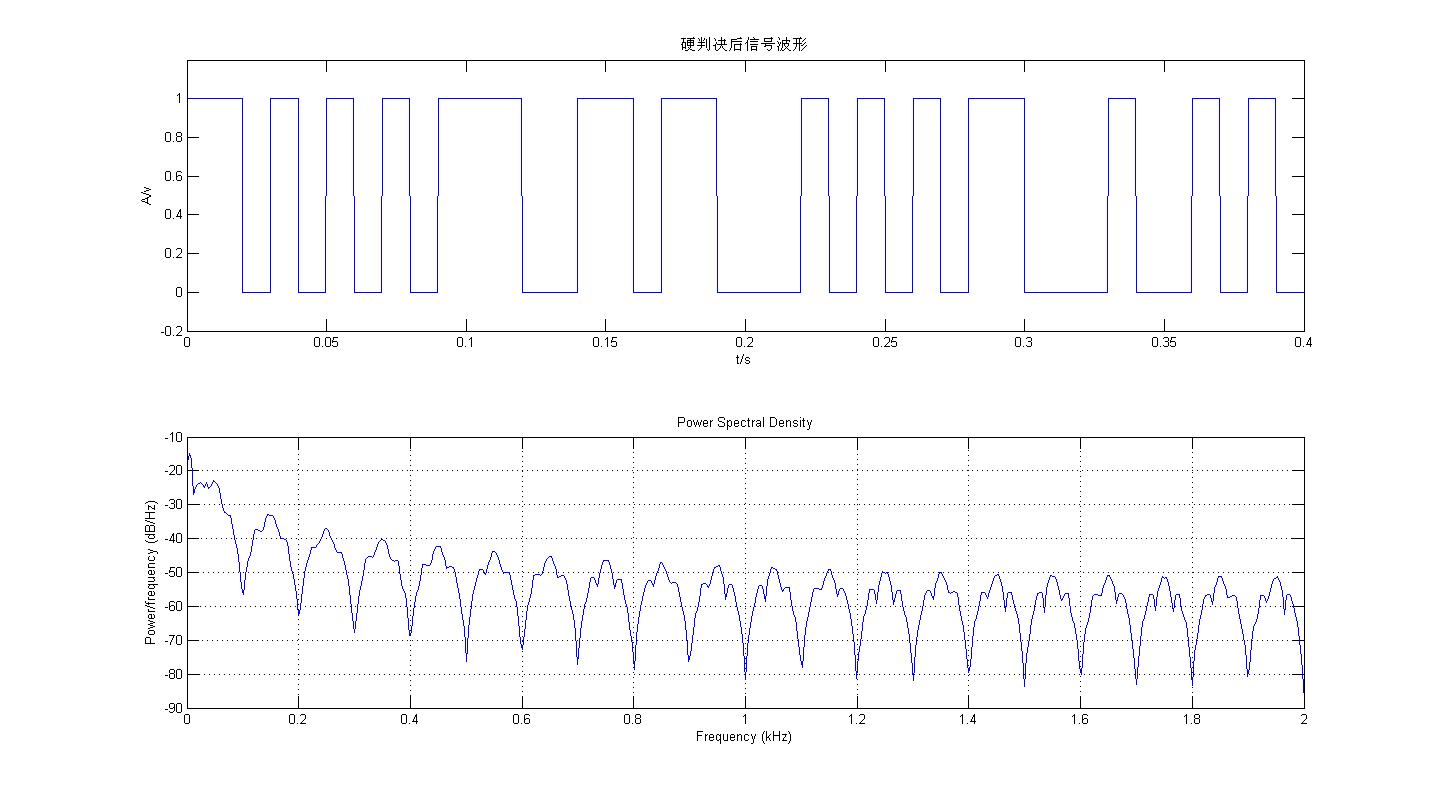 硬判决后信号波形
1
0.8
0.6
0.4
0.2
0
-0.2
A/v
0 0.05 0.1 0.15 0.2 0.25 0.3 0.35 0.4
t/s
Power Spectral Density
-10
-20
-30
-40
-50
-60
-70
-80
-90
Power/frequency (dB/Hz)
0 0.2 0.4 0.6 0.8 1 1.2 1.4 1.6 1.8 2
Frequency (kHz)